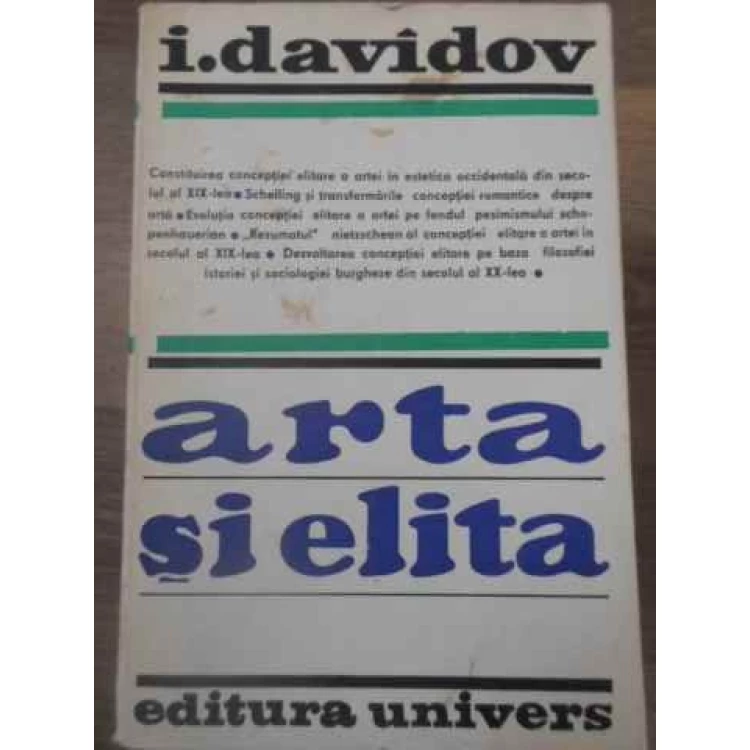 i.davîdov
Constituirea concepției elitare a artei în estetica occidentală din seco-
lul al XIX-lea • Schelling și transformările concepției romantice despre
artă • Evoluția concepției elitare a artei pe fondul pesimismului scho-
penhauerian • „Rezumatul” nietzschean al concepției elitare a artei în
secolul al XIX-lea • Dezvoltarea concepției elitare pe baza filozofiei
istoriei și sociologiei burgheze din secolul al XX-lea •
arta
și elita
editura univers